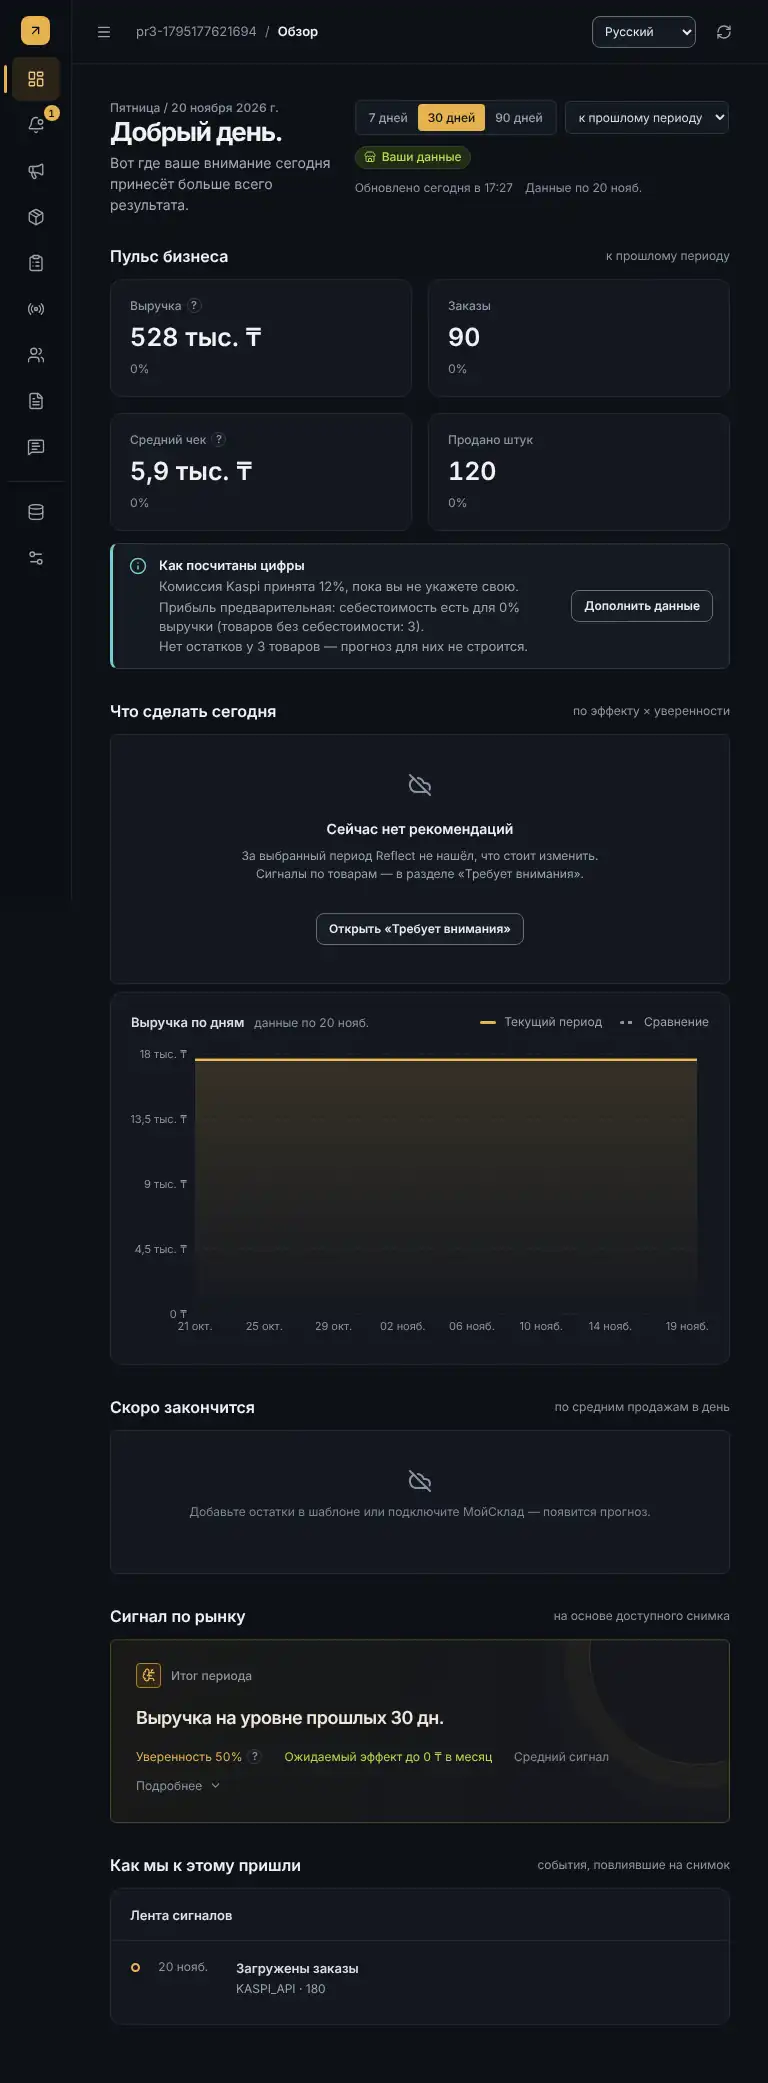 pr3-1795177621694 / Обзор
Русский
1
Пятница / 20 ноября 2026 г.
Добрый день.
Вот где ваше внимание сегодня
принесёт больше всего
результата.
7 дней 30 дней 90 дней
к прошлому периоду
Ваши данные
Обновлено сегодня в 17:27 Данные по 20 нояб.
Пульс бизнеса
к прошлому периоду
Выручка ?
528 тыс. ₸
0%
Заказы
90
0%
Средний чек ?
5,9 тыс. ₸
0%
Продано штук
120
0%
Как посчитаны цифры
Комиссия Kaspi принята 12%, пока вы не укажете свою.
Прибыль предварительная: себестоимость есть для 0%
выручки (товаров без себестоимости: 3).
Нет остатков у 3 товаров — прогноз для них не строится.
Дополнить данные
Что сделать сегодня
по эффекту × уверенности
Сейчас нет рекомендаций
За выбранный период Reflect не нашёл, что стоит изменить.
Сигналы по товарам — в разделе «Требует внимания».
Открыть «Требует внимания»
Выручка по дням данные по 20 нояб.
Текущий период Сравнение
18 тыс. ₸
13,5 тыс. ₸
9 тыс. ₸
4,5 тыс. ₸
0 ₸
21 окт. 25 окт. 29 окт. 02 нояб. 06 нояб. 10 нояб. 14 нояб. 19 нояб.
Скоро закончится
по средним продажам в день
Добавьте остатки в шаблоне или подключите МойСклад — появится прогноз.
Сигнал по рынку
на основе доступного снимка
Итог периода
Выручка на уровне прошлых 30 дн.
Уверенность 50% ? Ожидаемый эффект до 0 ₸ в месяц Средний сигнал
Подробнее
Как мы к этому пришли
события, повлиявшие на снимок
Лента сигналов
20 нояб. Загружены заказы
KASPI_API · 180